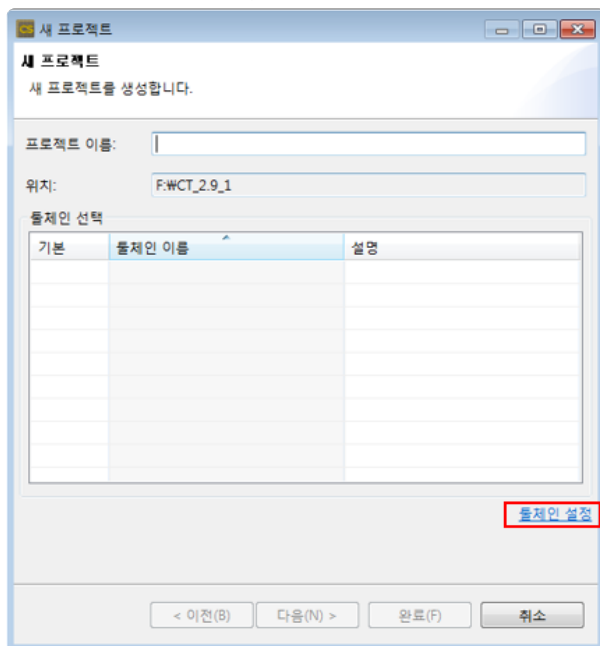 CS 새 프로젝트
새 프로젝트
새 프로젝트를 생성합니다.
프로젝트 이름:
위치: F:₩CT_2.9_1
툴체인 선택
기본 툴체인 이름 설명
툴체인 설정
< 이전(B) 다음(N) > 완료(F) 취소